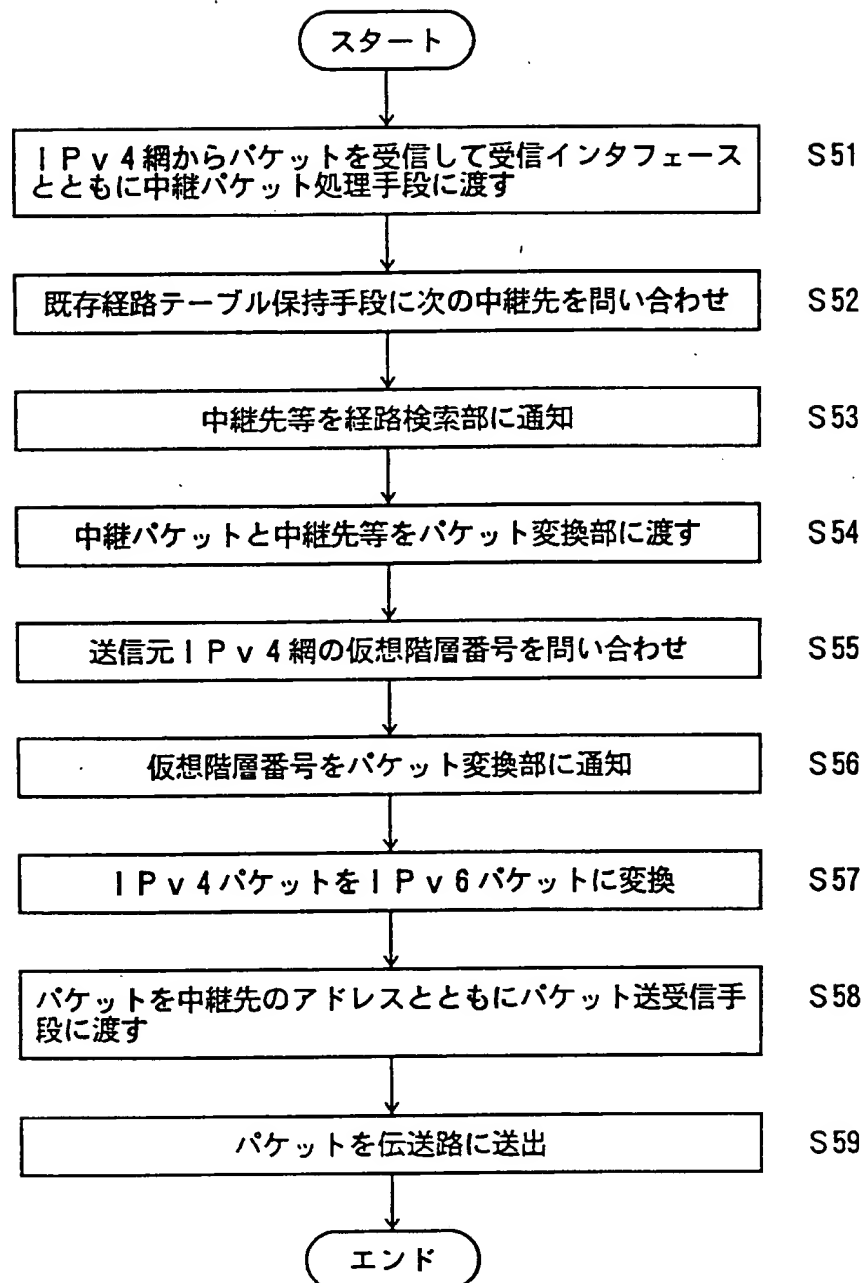 スタート
IPv4網からパケットを受信して受信インタフェース
とともに中継パケット処理手段に渡す
S51
既存経路テーブル保持手段に次の中継先を問い合わせ
S52
中継先等を経路検索部に通知
S53
中継パケットと中継先等をパケット変換部に渡す
S54
送信元IPv4網の仮想階層番号を問い合わせ
S55
仮想階層番号をパケット変換部に通知
S56
IPv4パケットをIPv6パケットに変換
S57
パケットを中継先のアドレスとともにパケット送受信手
段に渡す
S58
パケットを伝送路に送出
S59
エンド